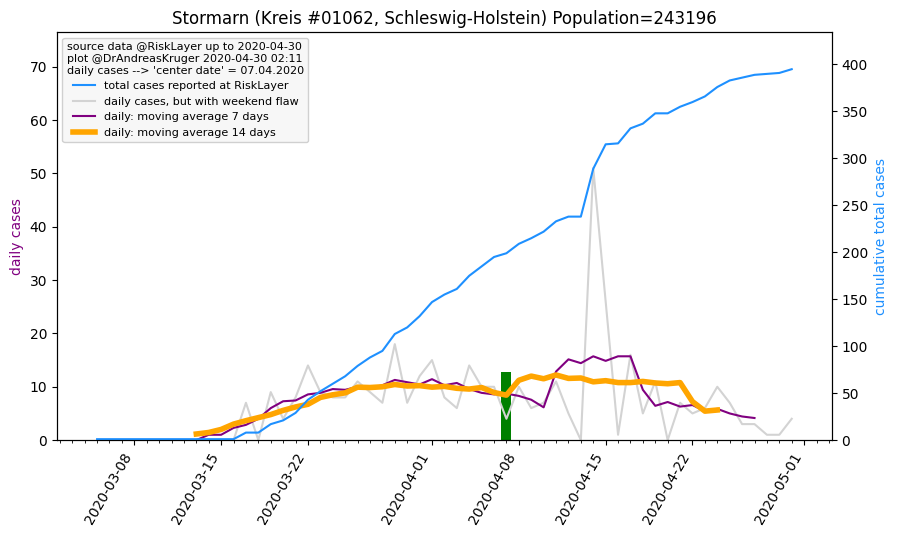 Stormarn (Kreis #01062, Schleswig-Holstein) Population=243196
source data @RiskLayer up to 2020-04-30
plot @DrAndreasKruger 2020-04-30 02:11
daily cases --> 'center date' = 07.04.2020
total cases reported at RiskLayer
daily cases, but with weekend flaw
daily: moving average 7 days
daily: moving average 14 days
daily cases
70
60
50
40
30
20
10
0
400
350
300
250
200
150
100
50
0
cumulative total cases
2020-03-08
2020-03-15
2020-03-22
2020-04-01
2020-04-08
2020-04-15
2020-04-22
2020-05-01